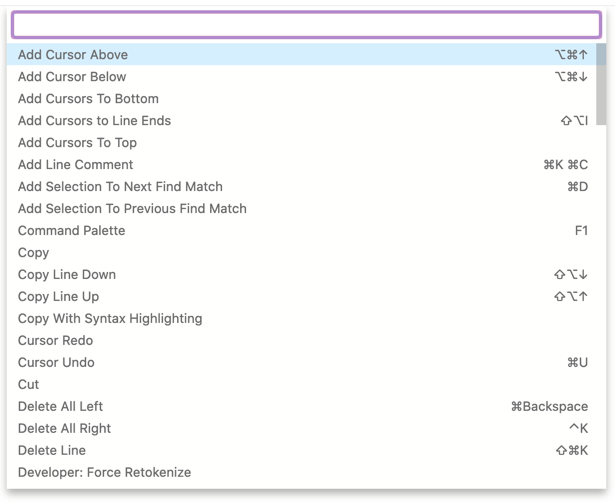 Add Cursor Above ⌥⌘↑
Add Cursor Below ⌥⌘↓
Add Cursors To Bottom
Add Cursors to Line Ends ⇧⌥I
Add Cursors To Top
Add Line Comment ⌘K ⌘C
Add Selection To Next Find Match ⌘D
Add Selection To Previous Find Match
Command Palette F1
Copy
Copy Line Down ⇧⌥↓
Copy Line Up ⇧⌥↑
Copy With Syntax Highlighting
Cursor Redo
Cursor Undo ⌘U
Cut
Delete All Left ⌘Backspace
Delete All Right ^K
Delete Line ⇧⌘K
Developer: Force Retokenize